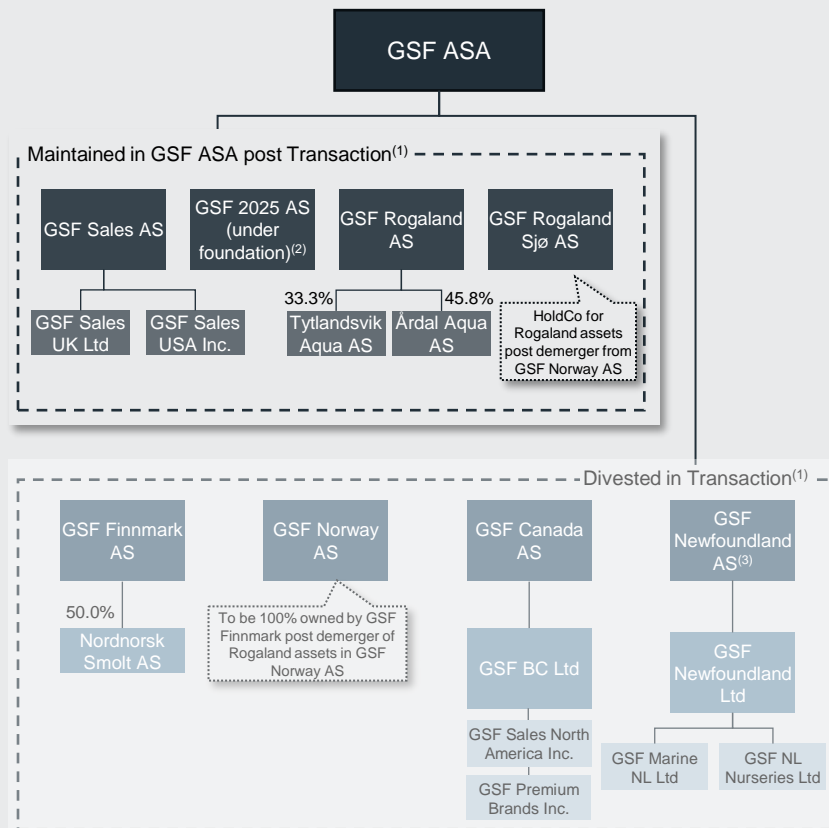 GSF ASA
Maintained in GSF ASA post Transaction(1)
GSF Sales AS
GSF 2025 AS
(under
foundation)(2)
GSF Rogaland
AS
GSF Rogaland
Sjø AS
33.3%
45.8%
GSF Sales
UK Ltd
GSF Sales
USA Inc.
Tytlandsvik
Aqua AS
Årdal Aqua
AS
HoldCo for
Rogaland assets
post demerger from
GSF Norway AS
Divested in Transaction(1)
GSF Finnmark
AS
GSF Norway
AS
GSF Canada
AS
GSF
Newfoundland
AS(3)
50.0%
Nordnorsk
Smolt AS
To be 100% owned by GSF
Finnmark post demerger of
Rogaland assets in GSF
Norway AS
GSF BC Ltd
GSF
Newfoundland
Ltd
GSF Sales North
America Inc.
GSF Premium
Brands Inc.
GSF Marine
NL Ltd
GSF NL
Nurseries Ltd